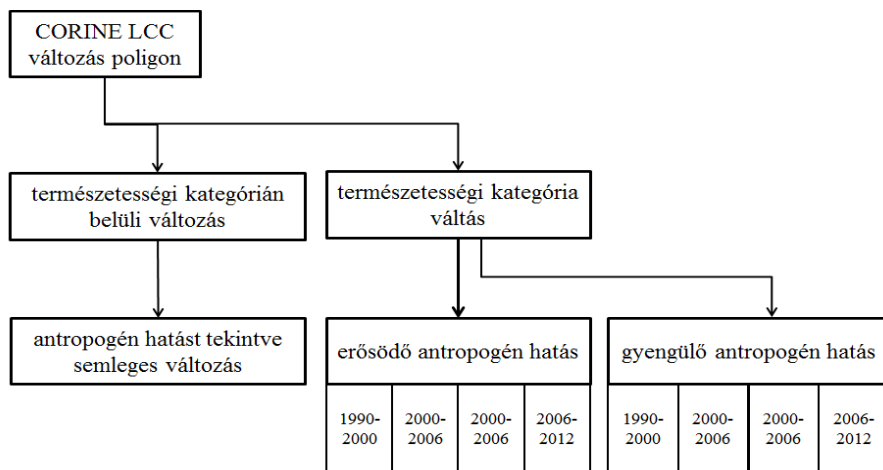 CORINE LCC
változás poligon
természetességi kategórián
belüli változás
természetességi kategória
váltás
antropogén hatást tekintve
semleges változás
erősödő antropogén hatás
gyengülő antropogén hatás
1990-
2000
2000-
2006
2000-
2006
2006-
2012
1990-
2000
2000-
2006
2000-
2006
2006-
2012